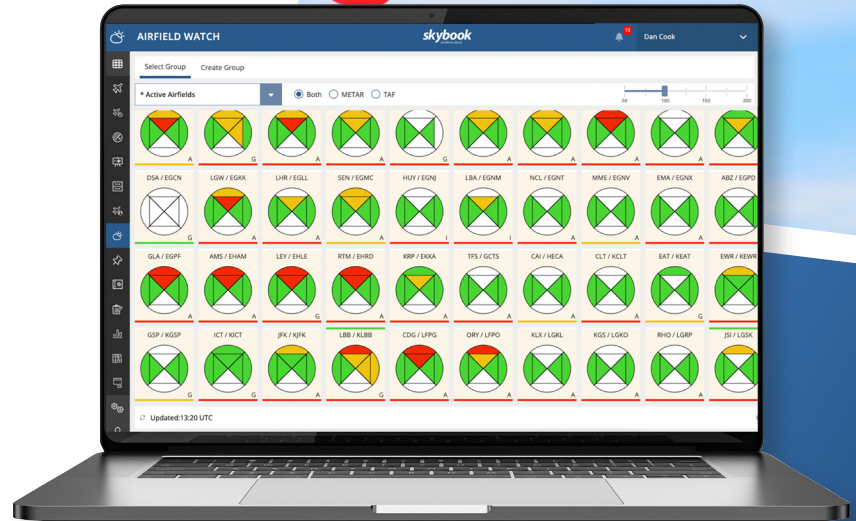 AIRFIELD WATCH
skybook
15
Dan Cook
Select Group
Create Group
* Active Airfields
Both
METAR
TAF
50
100
150
200
A G A A G A A A A
DSA / EGCN
LGW / EGKK
LHR / EGLL
SEN / EGMC
HUY / EGNJ
LBA / EGNM
NCL / EGNT
MME / EGNV
EMA / EGNX
ABZ / EGPD
G A A A I I A A A
GLA / EGPF
AMS / EHAM
LEY / EHLE
RTM / EHRD
KRP / EKKA
TFS / GCTS
CAI / HECA
CLT / KCLT
EAT / KEAT
EWR / KEWR
A A A A A A A A G
GSP / KGSP
ICT / KICT
JFK / KJFK
LBB / KLBB
CDG / LFPG
ORY / LFPO
KLX / LGKL
KGS / LGKO
RHO / LGRP
JSI / LGSK
G G A G A A A A A
Updated:13:20 UTC